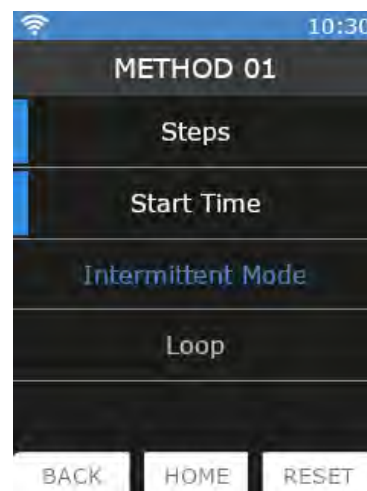 10:30
METHOD 01
Steps
Start Time
Intermittent Mode
Loop
BACK HOME RESET